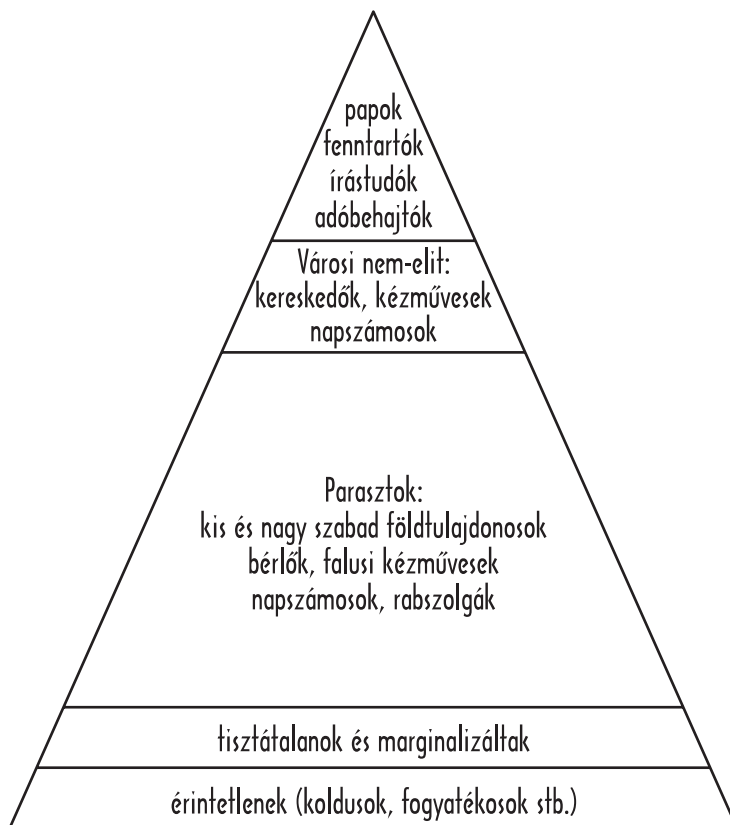 papok
fenntartók
írástudók
adóbehajtók
Városi nem-elit:
kereskedők, kézművesek
napszámosok
Parasztok:
kis és nagy szabad földtulajdonosok
bérlők, falusi kézművesek
napszámosok, rabszolgák
tisztátalanok és marginalizáltak
érintetlenek (koldusok, fogyatékosok stb.)